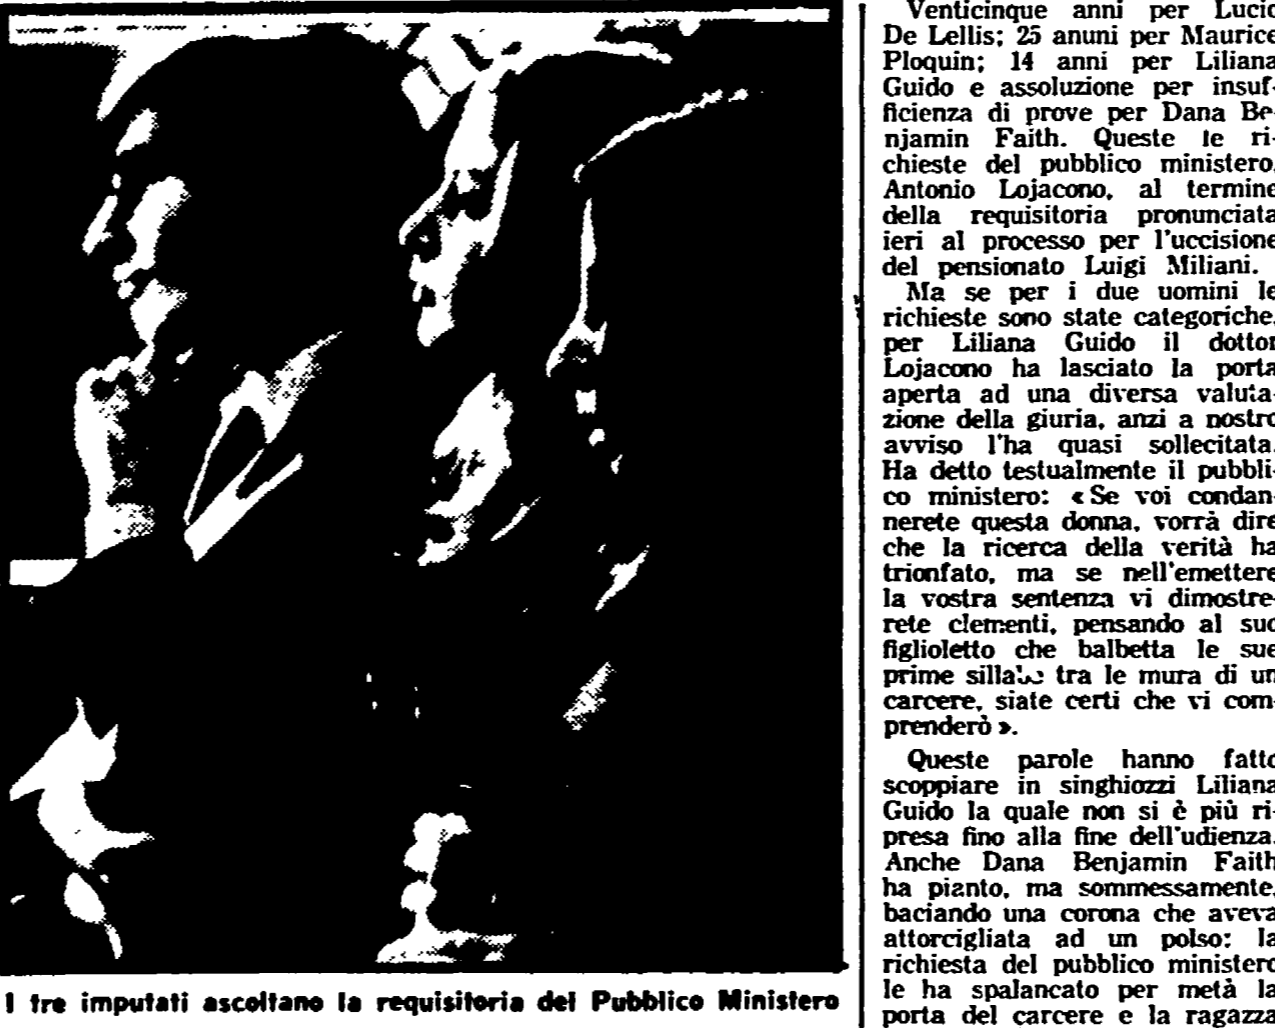 Venticinque anni per Lucio
De Lellis; 25 anuni per Maurice
Ploquin; 14 anni per Liliana
Guido e assoluzione per insuf-
ficienza di prove per Dana Be-
njamin Faith. Queste le ri-
chieste del pubblico ministero,
Antonio Lojacono, al termine
della requisitoria pronunciata
ieri al processo per l'uccisione
del pensionato Luigi Miliani.
Ma se per i due uomini le
richieste sono state categoriche,
per Liliana Guido il dottor
Lojacono ha lasciato la porta
aperta ad una diversa valuta-
zione della giuria, anzi a nostro
avviso l'ha quasi sollecitata.
Ha detto testualmente il pubbli-
co ministero: « Se voi condan-
nerete questa donna, vorrà dire
che la ricerca della verità ha
trionfato, ma se nell'emettere
la vostra sentenza vi dimostre-
rete clementi, pensando al suo
figlioletto che balbetta le sue
prime sillabe tra le mura di un
carcere, siate certi che vi com-
prenderò ».
Queste parole hanno fatto
scoppiare in singhiozzi Liliana
Guido la quale non si è più ri-
presa fino alla fine dell'udienza.
Anche Dana Benjamin Faith
ha pianto, ma sommessamente,
baciando una corona che aveva
attorcigliata ad un polso: la
richiesta del pubblico ministero
le ha spalancato per metà la
porta del carcere e la ragazza
I tre imputati ascoltano la requisitoria del Pubblico Ministero